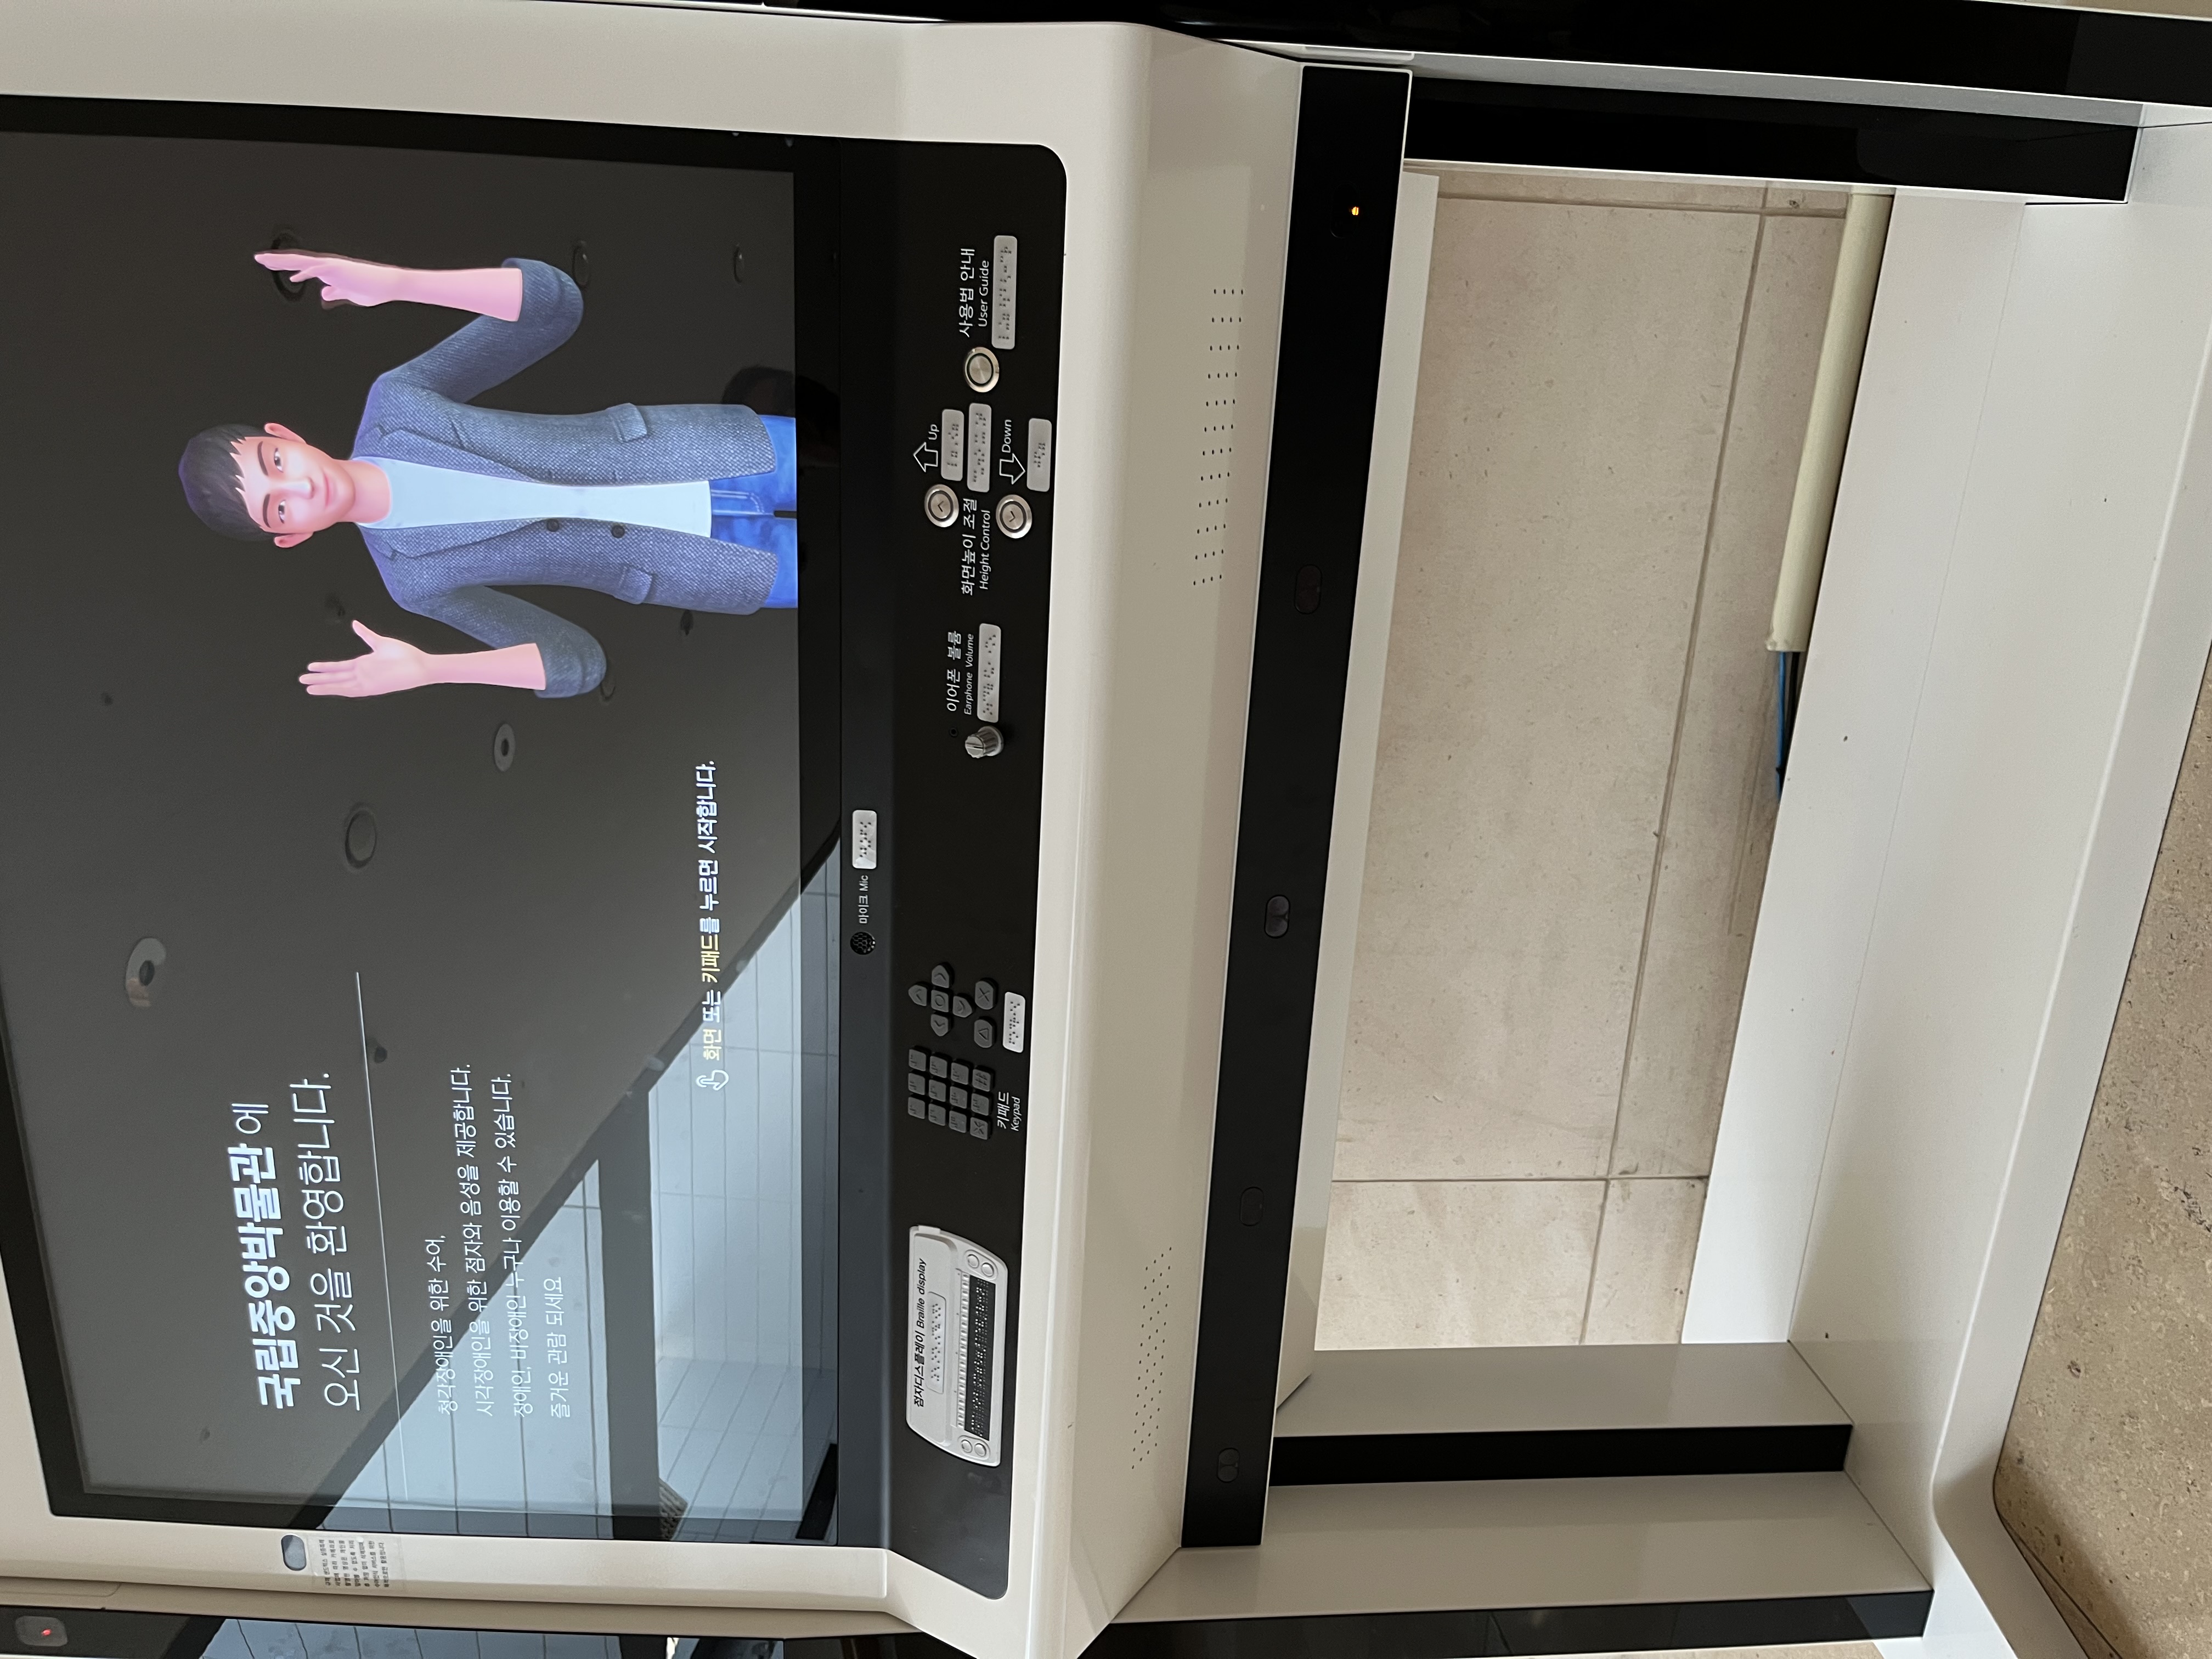 국립중앙박물관 에
오신 것을 환영합니다.
청각장애인을 위한 수어,
시각장애인을 위한 점자와 음성을 제공합니다.
장애인, 비장애인 누구나 이용할 수 있습니다.
즐거운 관람 되세요
화면 또는 키패드를 누르면 시작합니다.
마이크 Mic
점자디스플레이 Braille display
키패드
Keypad
이어폰 볼륨
Earphone Volume
Up
화면높이 조절
Height Control
Down
사용법 안내
User Guide